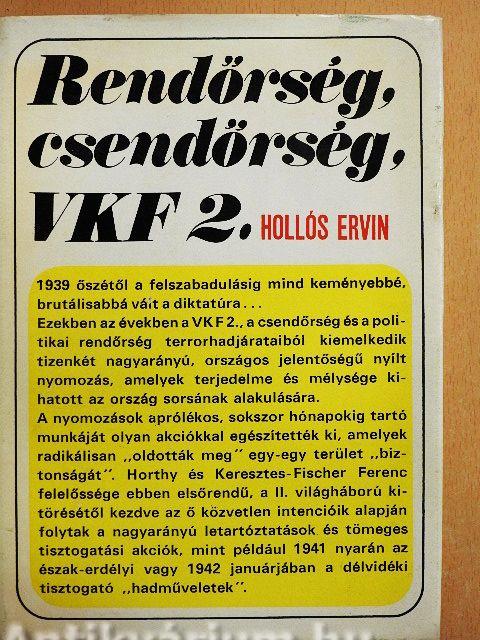 Rendőrség,
csendőrség,
VKF 2. HOLLÓS ERVIN
1939 őszétől a felszabadulásig mind keményebbé,
brutálisabbá vált a diktatúra...
Ezekben az években a VKF 2., a csendőrség és a poli-
tikai rendőrség terrorhadjárataiból kiemelkedik
tizenkét nagyarányú, országos jelentőségű nyílt
nyomozás, amelyek terjedelme és mélysége ki-
hatott az ország sorsának alakulására.
A nyomozások aprólékos, sokszor hónapokig tartó
munkáját olyan akciókkal egészítették ki, amelyek
radikálisan „oldották meg” egy-egy terület „biz-
tonságát”. Horthy és Keresztes-Fischer Ferenc
felelőssége ebben elsőrendű, a II. világháború ki-
törésétől kezdve az ő közvetlen intencióik alapján
folytak a nagyarányú letartóztatások és tömeges
tisztogatási akciók, mint például 1941 nyarán az
észak-erdélyi vagy 1942 januárjában a délvidéki
tisztogató „hadműveletek”.
Antikvárium.hu